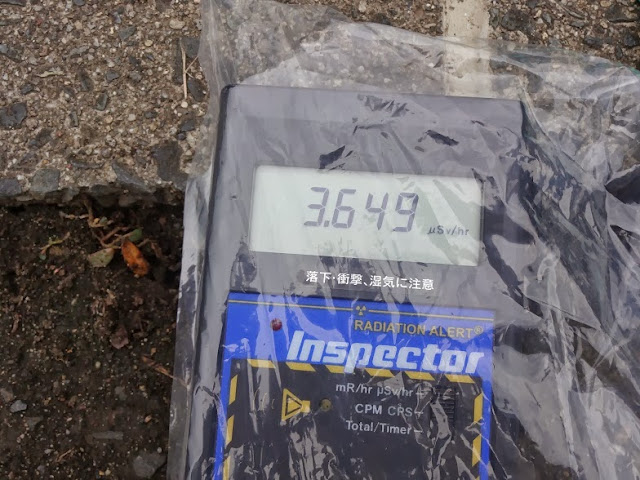 3.649 µSv/hr
落下・衝撃、湿気に注意
RADIATION ALERT®
Inspector
mR/hr µSv/hr
CPM CPS
Total/Timer